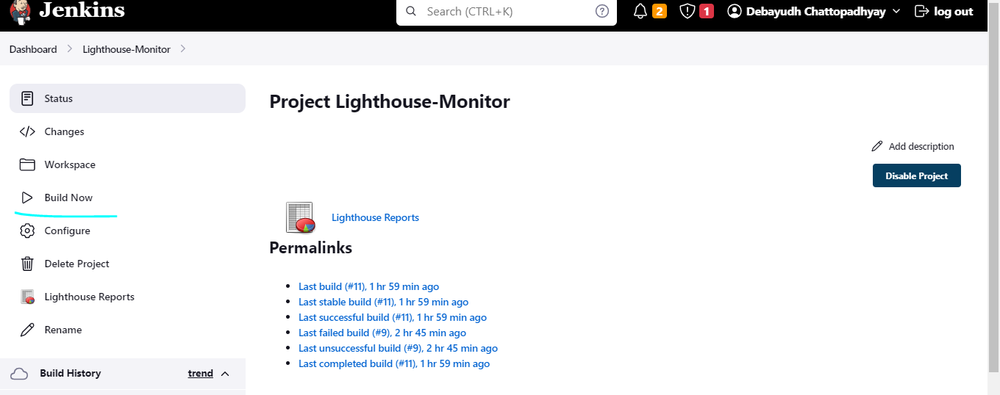 Jenkins
Search (CTRL+K)
2
1
Debayudh Chattopadhyay
log out
Dashboard
Lighthouse-Monitor
Status
Changes
Workspace
Build Now
Configure
Delete Project
Lighthouse Reports
Rename
Build History
trend
Project Lighthouse-Monitor
Add description
Disable Project
Lighthouse Reports
Permalinks
Last build (#11), 1 hr 59 min ago
Last stable build (#11), 1 hr 59 min ago
Last successful build (#11), 1 hr 59 min ago
Last failed build (#9), 2 hr 45 min ago
Last unsuccessful build (#9), 2 hr 45 min ago
Last completed build (#11), 1 hr 59 min ago